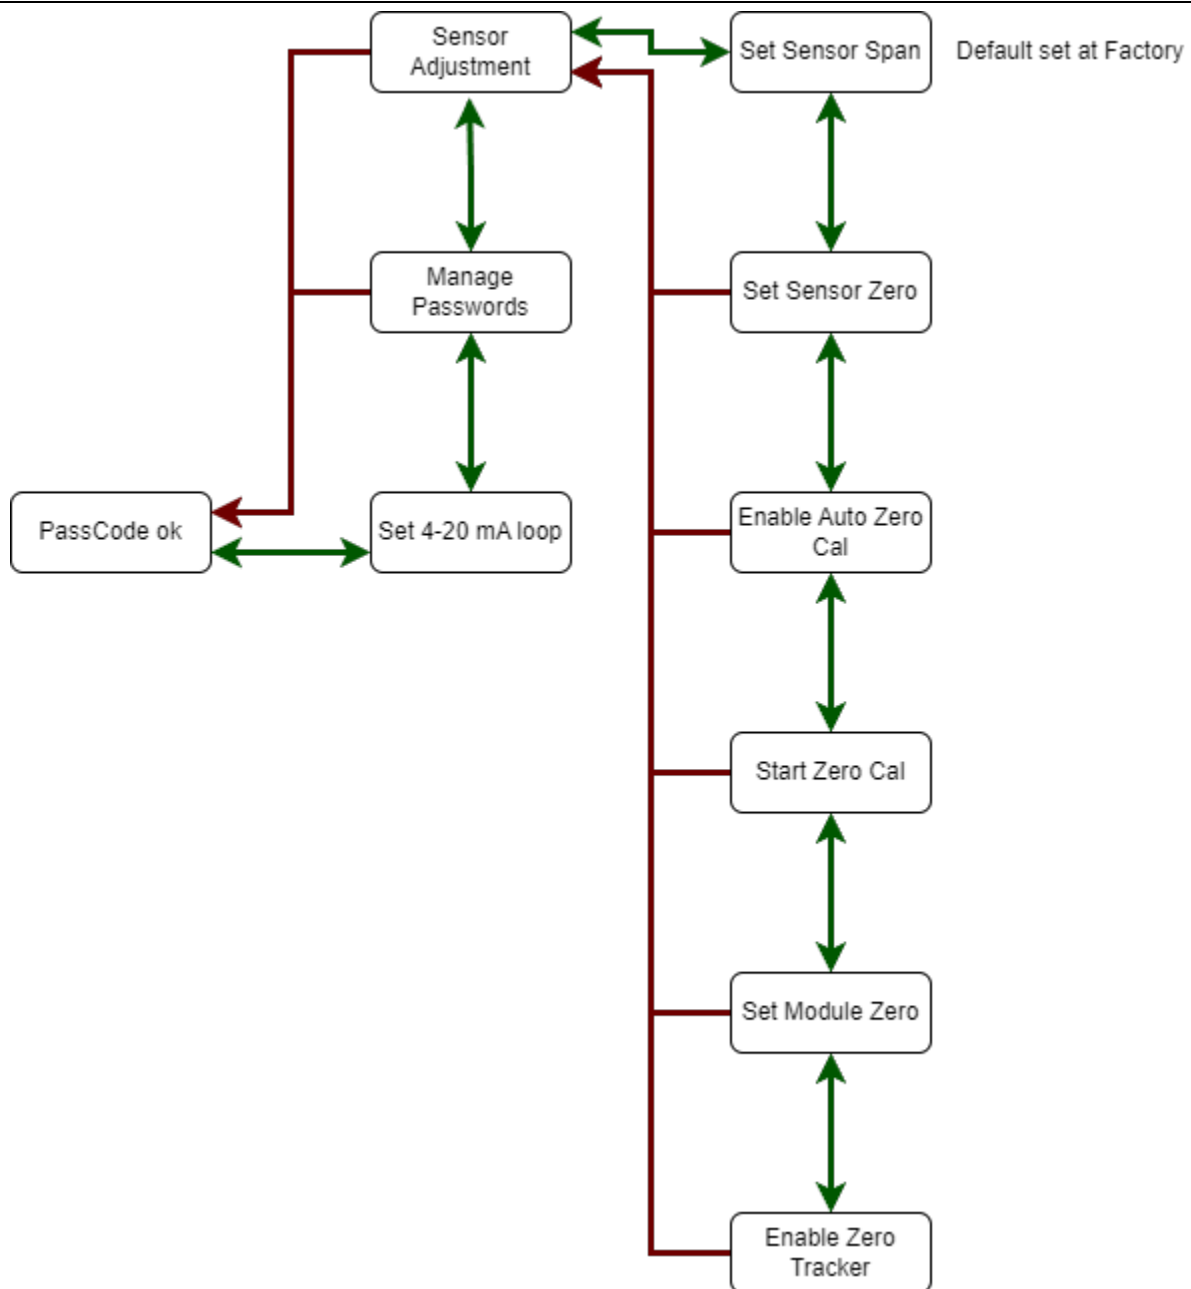 Sensor
Adjustment
Set Sensor Span
Default set at Factory
Manage
Passwords
Set Sensor Zero
PassCode ok
Set 4-20 mA loop
Enable Auto Zero
Cal
Start Zero Cal
Set Module Zero
Enable Zero
Tracker